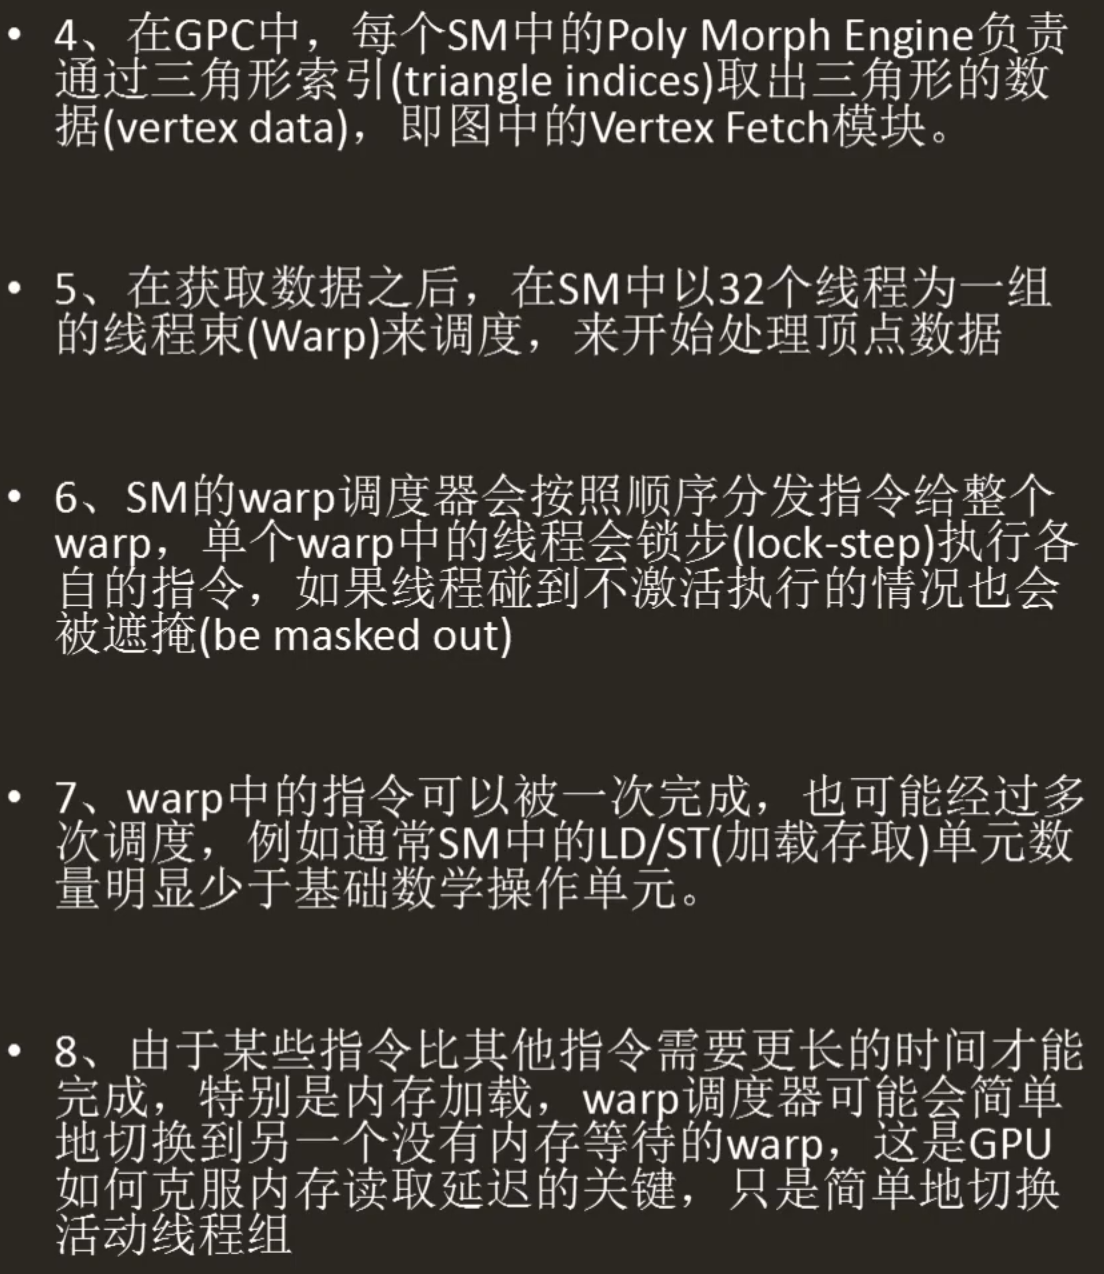 • 4、在GPC中，每个SM中的Poly Morph Engine负责
通过三角形索引(triangle indices)取出三角形的数
据(vertex data)，即图中的Vertex Fetch模块。
• 5、在获取数据之后，在SM中以32个线程为一组
的线程束(Warp)来调度，来开始处理顶点数据
• 6、SM的warp调度器会按照顺序分发指令给整个
warp，单个warp中的线程会锁步(lock-step)执行各
自的指令，如果线程碰到不激活执行的情况也会
被遮掩(be masked out)
• 7、warp中的指令可以被一次完成，也可能经过多
次调度，例如通常SM中的LD/ST(加载存取)单元数
量明显少于基础数学操作单元。
• 8、由于某些指令比其他指令需要更长的时间才能
完成，特别是内存加载，warp调度器可能会简单
地切换到另一个没有内存等待的warp，这是GPU
如何克服内存读取延迟的关键，只是简单地切换
活动线程组